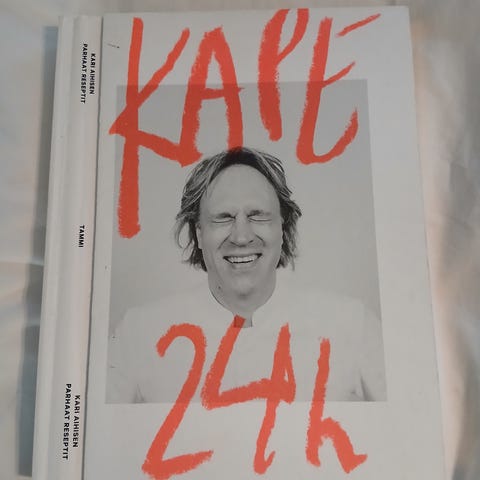 KARI AIHISEN
PARHAAT RESEPTIT
TAMMI
KARI AIHISEN
PARHAAT RESEPTIT
KAPE
24h